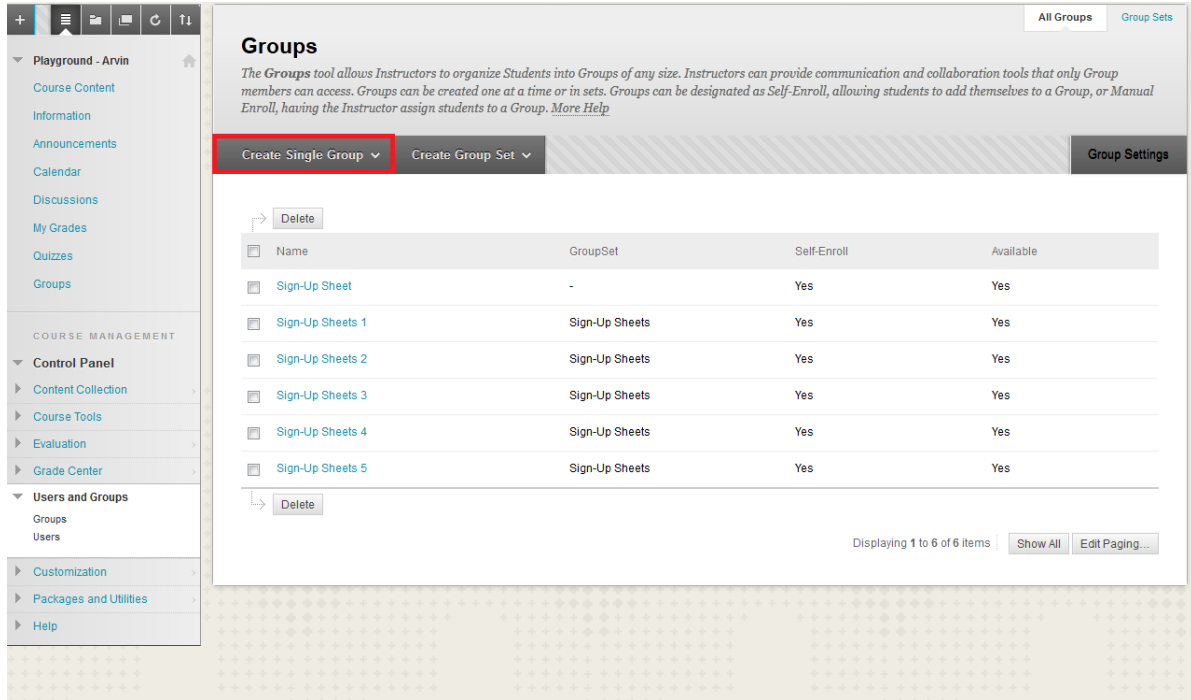 All Groups
Group Sets
Groups
The Groups tool allows Instructors to organize Students into Groups of any size. Instructors can provide communication and collaboration tools that only Group
members can access. Groups can be created one at a time or in sets. Groups can be designated as Self-Enroll, allowing students to add themselves to a Group, or Manual
Enroll, having the Instructor assign students to a Group. More Help
Create Single Group
Create Group Set
Group Settings
Playground - Arvin
Course Content
Information
Announcements
Calendar
Discussions
My Grades
Quizzes
Groups
COURSE MANAGEMENT
Control Panel
Content Collection
Course Tools
Evaluation
Grade Center
Users and Groups
Groups
Users
Customization
Packages and Utilities
Help
Delete
Name GroupSet Self-Enroll Available
Sign-Up Sheet - Yes Yes
Sign-Up Sheets 1 Sign-Up Sheets Yes Yes
Sign-Up Sheets 2 Sign-Up Sheets Yes Yes
Sign-Up Sheets 3 Sign-Up Sheets Yes Yes
Sign-Up Sheets 4 Sign-Up Sheets Yes Yes
Sign-Up Sheets 5 Sign-Up Sheets Yes Yes
Delete
Displaying 1 to 6 of 6 items Show All Edit Paging...